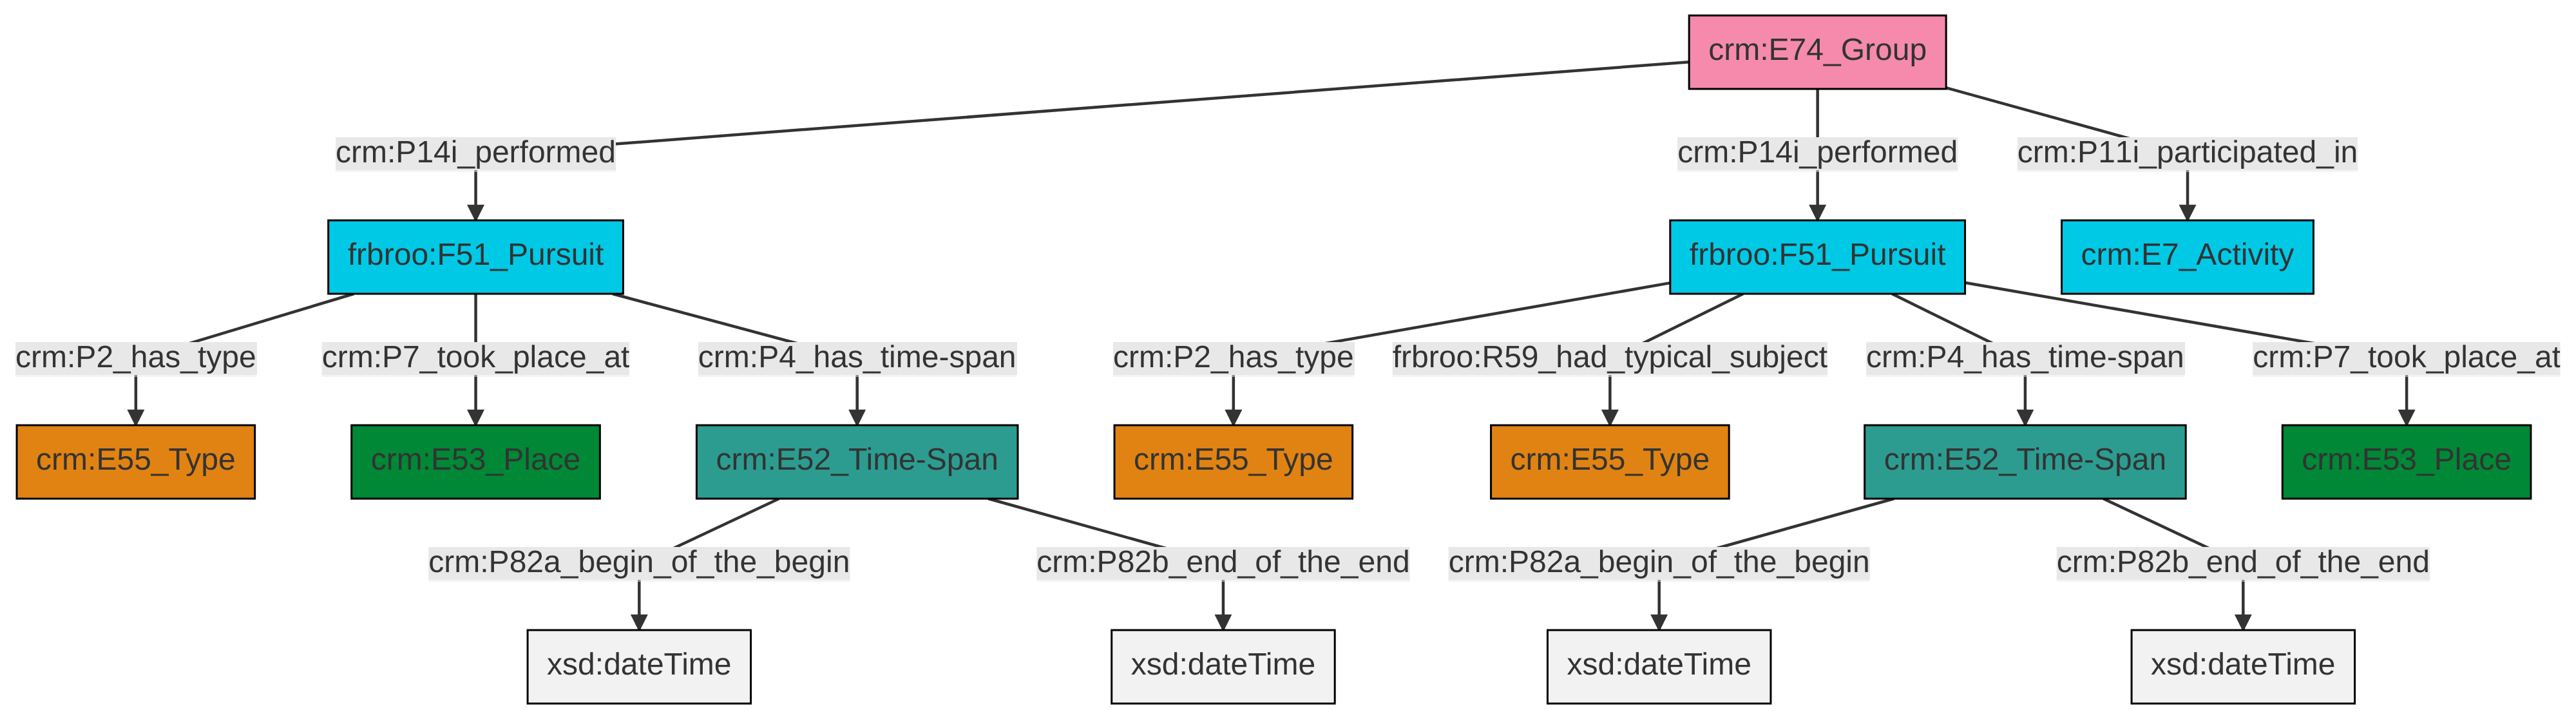 crm:E74_Group
crm:P14i_performed
crm:P14i_performed
crm:P11i_participated_in
frbroo:F51_Pursuit
frbroo:F51_Pursuit
crm:E7_Activity
crm:P2_has_type
crm:P7_took_place_at
crm:P4_has_time-span
crm:P2_has_type
frbroo:R59_had_typical_subject
crm:P4_has_time-span
crm:P7_took_place_at
crm:E55_Type
crm:E53_Place
crm:E52_Time-Span
crm:E55_Type
crm:E55_Type
crm:E52_Time-Span
crm:E53_Place
crm:P82a_begin_of_the_begin
crm:P82b_end_of_the_end
crm:P82a_begin_of_the_begin
crm:P82b_end_of_the_end
xsd:dateTime
xsd:dateTime
xsd:dateTime
xsd:dateTime